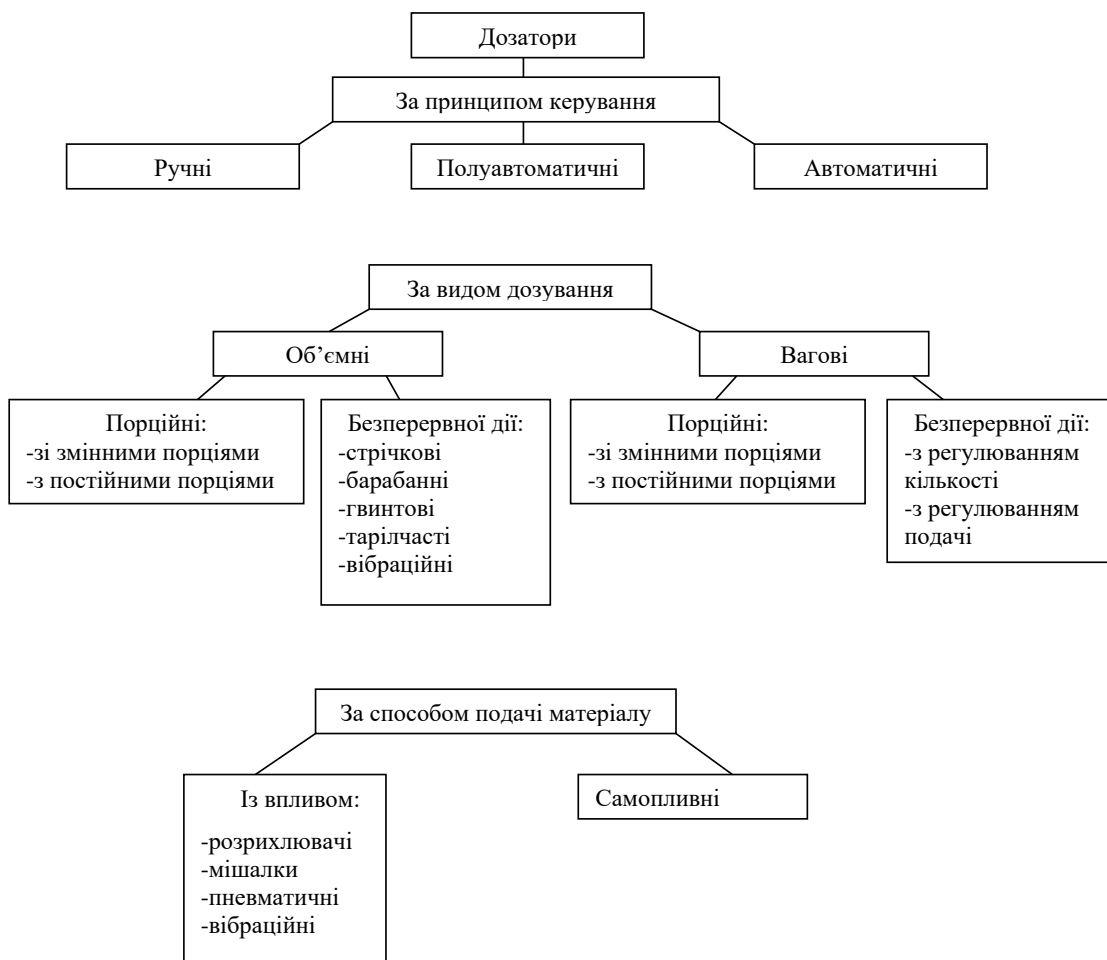 Дозатори
За принципом керування
Ручні
Полуавтоматичні
Автоматичні
За видом дозування
Об’ємні
Вагові
Порційні:
-зі змінними порціями
-з постійними порціями
Безперервної дії:
-стрічкові
-барабанні
-гвинтові
-тарілчасті
-вібраційні
Порційні:
-зі змінними порціями
-з постійними порціями
Безперервної дії:
-з регулюванням
кількості
-з регулюванням
подачі
За способом подачі матеріалу
Із впливом:
-розрихлювачі
-мішалки
-пневматичні
-вібраційні
Самопливні